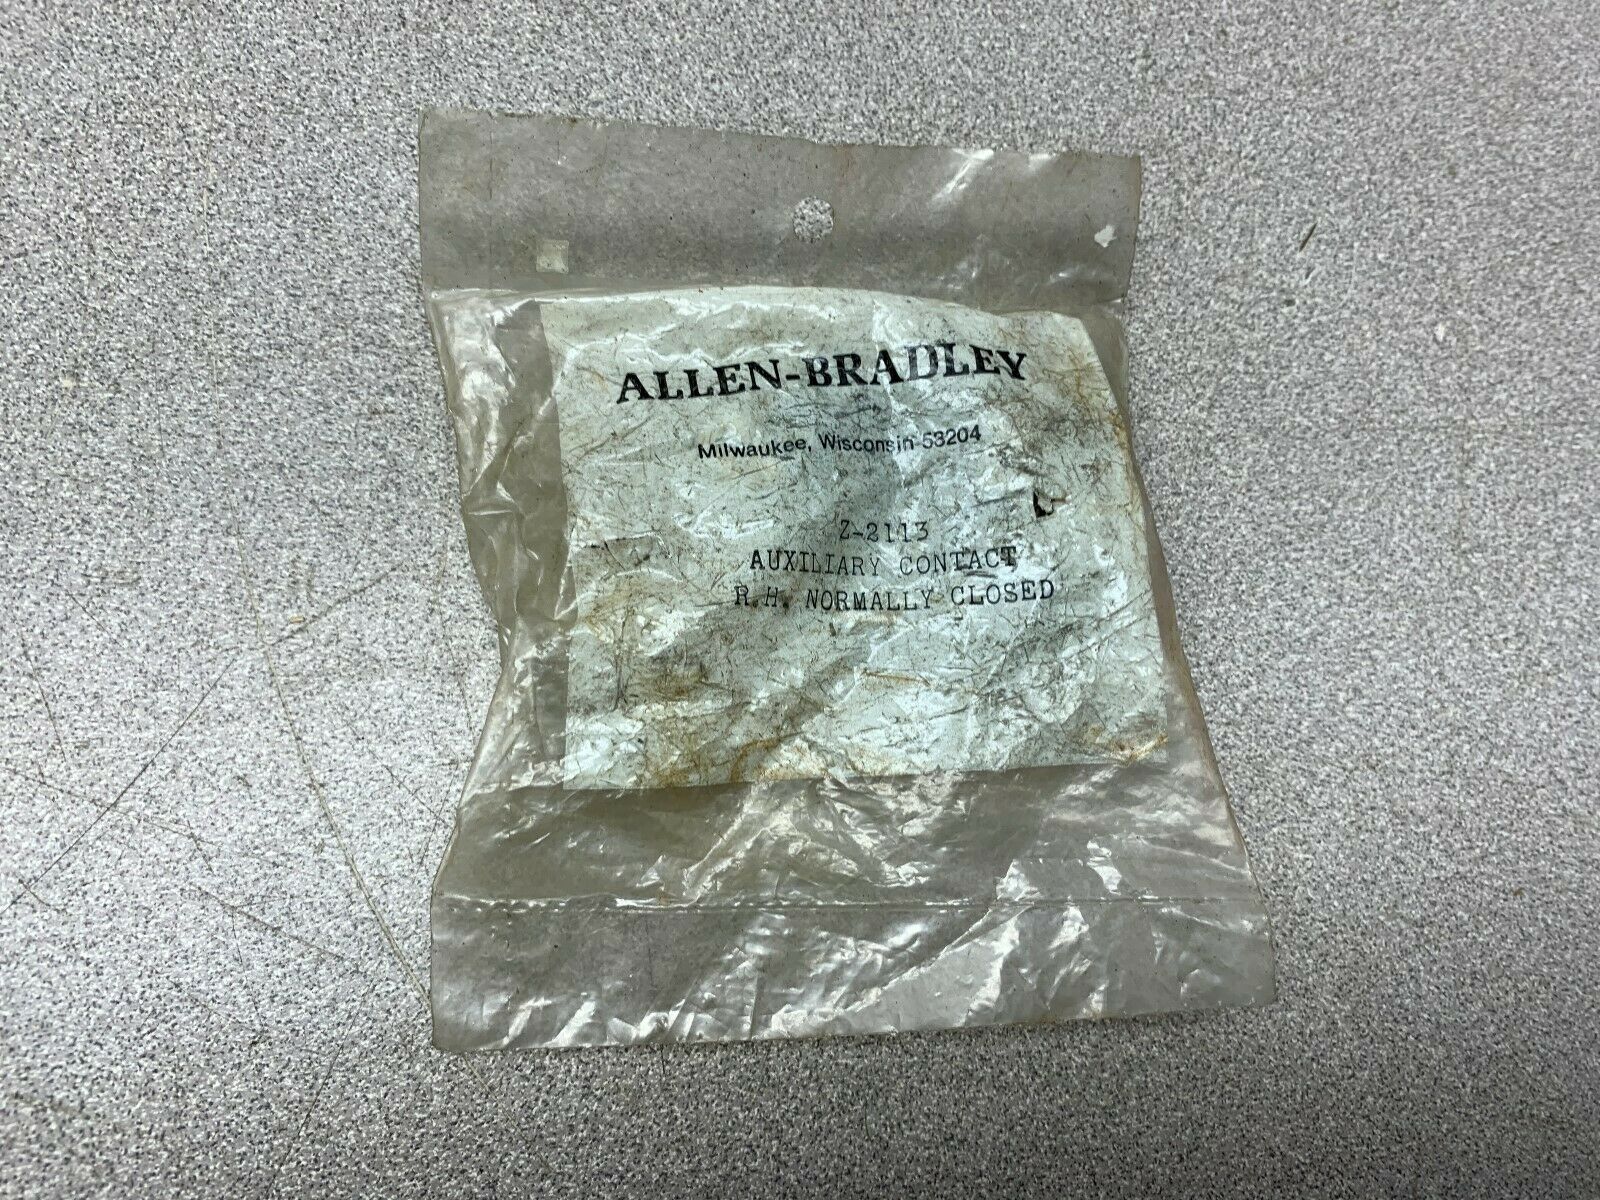 ALLEN-BRADLEY
Milwaukee, Wisconsin 53204
Z-2113
AUXILIARY CONTACT
R.H. NORMALLY CLOSED